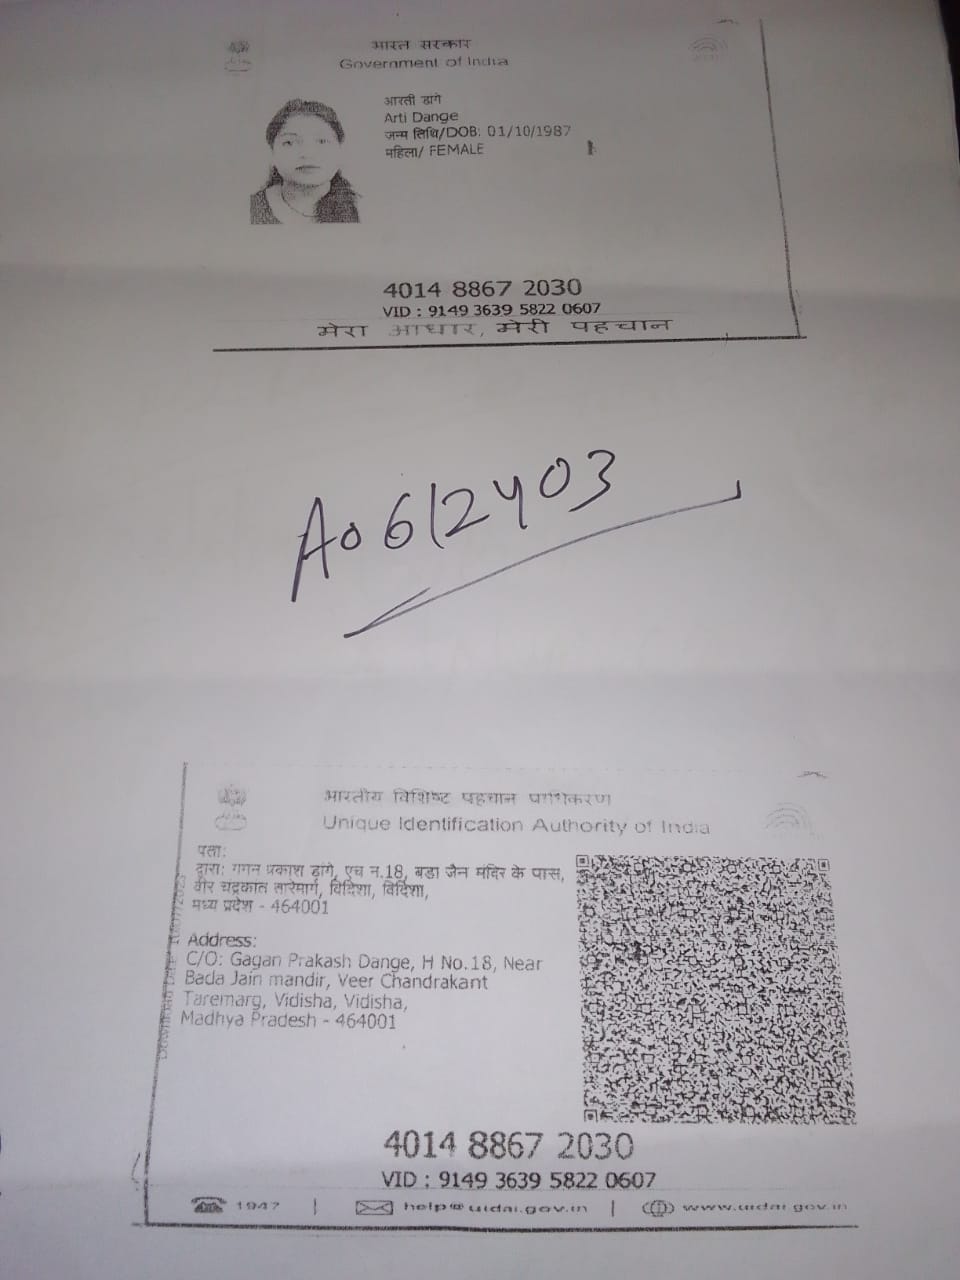 भारत सरकार
Government of India
आरती डांगे
Arti Dange
जन्म तिथि/DOB: 01/10/1987
महिला/ FEMALE
4014 8867 2030
VID : 9149 3639 5822 0607
मेरा आधार, मेरी पहचान
A0612403
भारतीय विशिष्ट पहचान प्राधिकरण
Unique Identification Authority of India
पता:
द्वारा: गगन प्रकाश डांगे, एच न.18, बडा जैन मंदिर के पास,
वीर चंद्रकांत तारेमार्ग, विदिशा, विदिशा,
मध्य प्रदेश - 464001
Address:
C/O: Gagan Prakash Dange, H No.18, Near
Bada Jain mandir, Veer Chandrakant
Taremarg, Vidisha, Vidisha,
Madhya Pradesh - 464001
4014 8867 2030
VID : 9149 3639 5822 0607
1947 | help@uidai.gov.in | www.uidai.gov.in